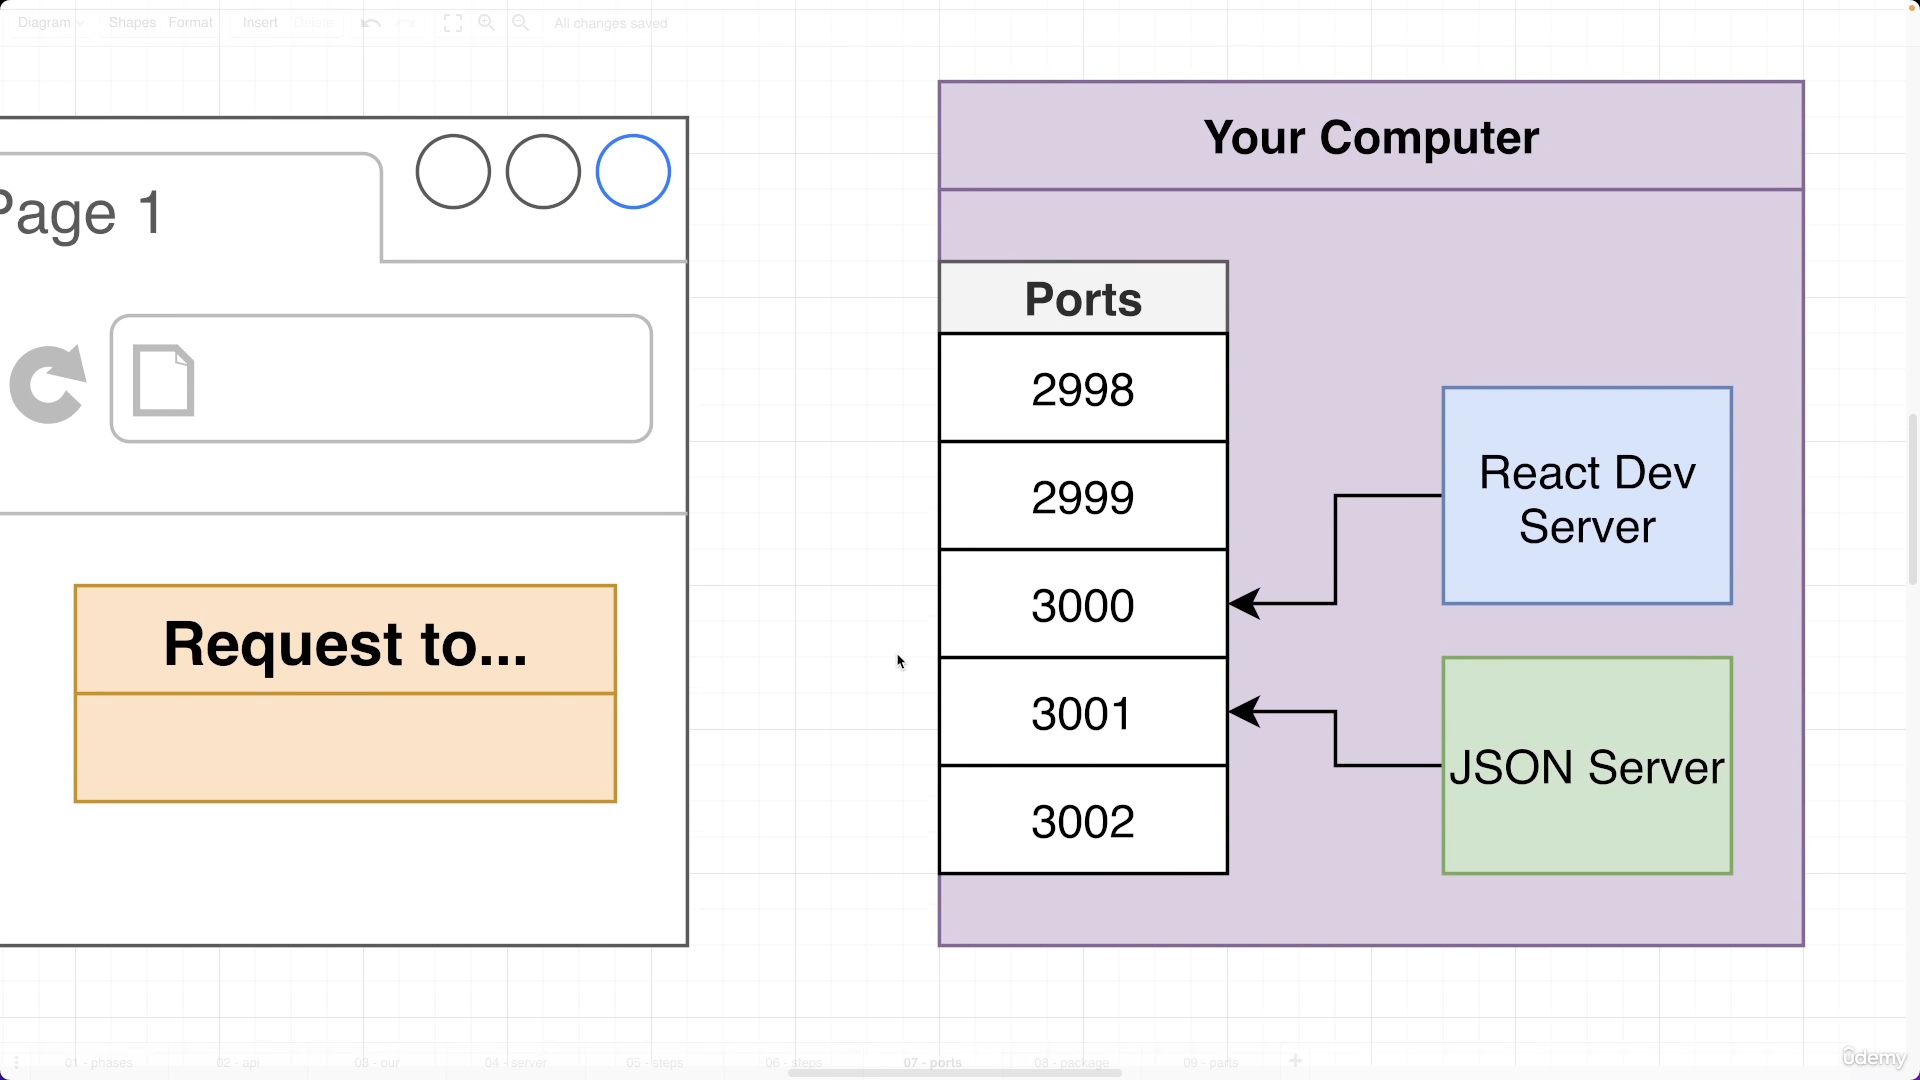 Diagram Shapes Format Insert Delete All changes saved
Page 1
Request to...
Your Computer
Ports
2998
2999
3000
3001
3002
React Dev
Server
JSON Server
01 - phases 02 - api 03 - our 04 - server 05 - steps 06 - steps 07 - ports 08 - package 09 - parts +
ûdemy